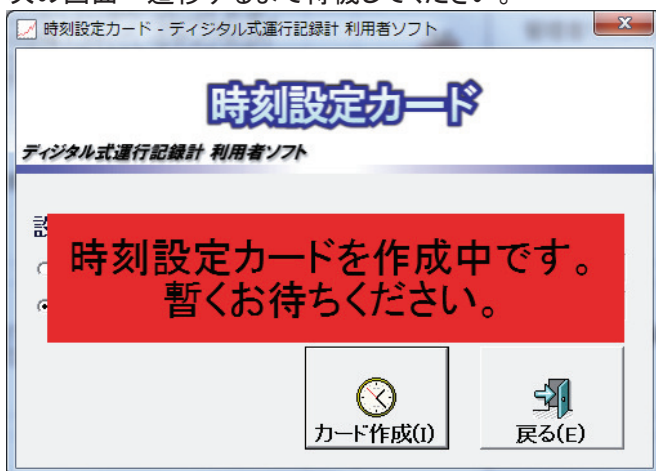 次の画面へ遷移するまで待機してください。
時刻設定カード - ディジタル式運行記録計 利用者ソフト
時刻設定カード
ディジタル式運行記録計 利用者ソフト
時刻設定カードを作成中です。
暫くお待ちください。
カード作成(I)
戻る(E)